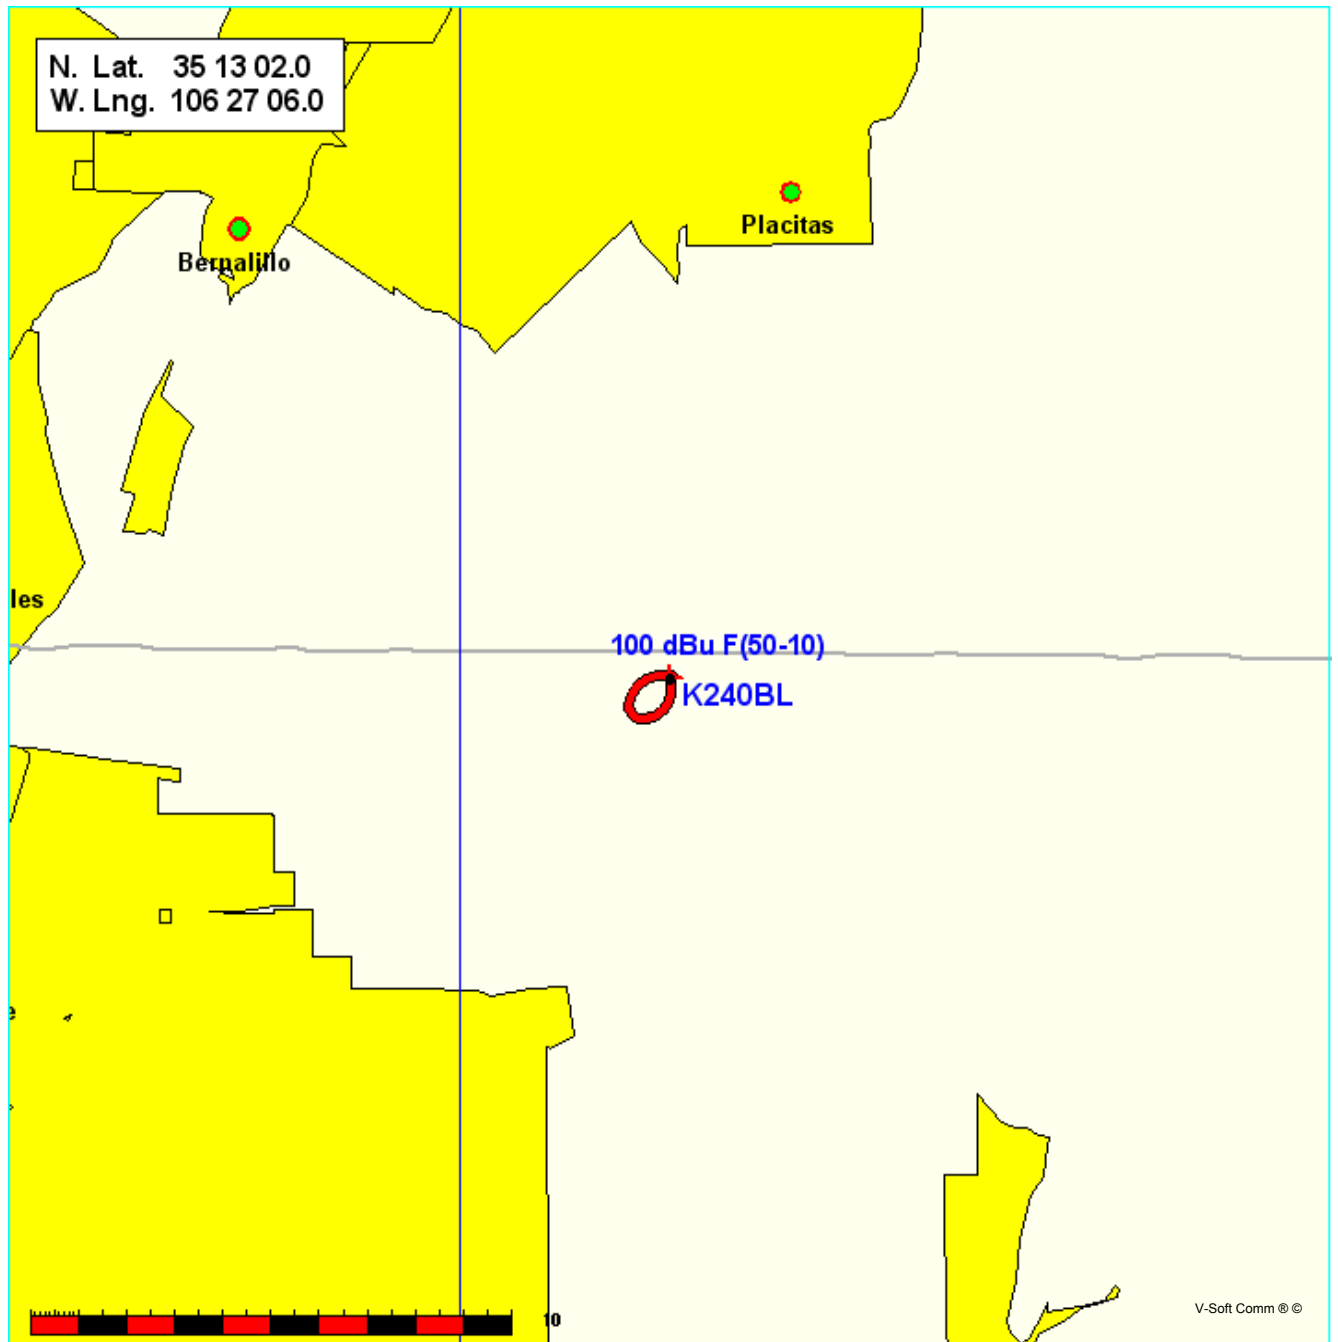 N. Lat. 35 13 02.0
W. Lng. 106 27 06.0
Placitas
Bernalillo
les
100 dBu F(50-10)
K240BL
e
10
V-Soft Comm ® ©